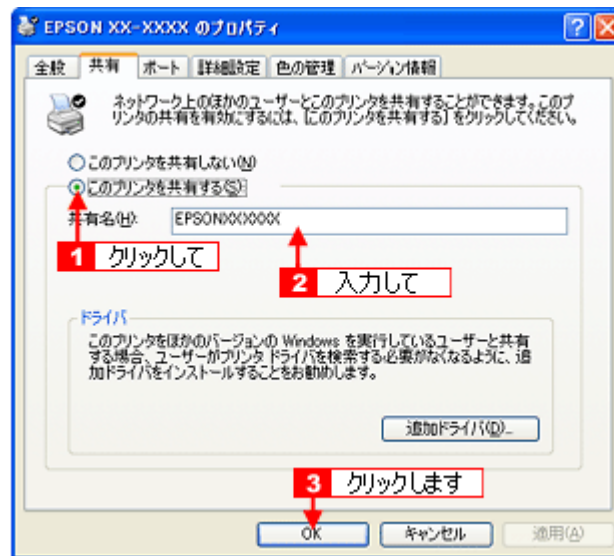 EPSON XX-XXXX のプロパティ
全般 共有 ポート 詳細設定 色の管理 バージョン情報
ネットワーク上のほかのユーザーとこのプリンタを共有することができます。このプ
リンタの共有を有効にするには、[このプリンタを共有する] をクリックしてください。
このプリンタを共有しない(N)
このプリンタを共有する(S)
共有名(H): EPSONXXXXXX
1 クリックして
2 入力して
ドライバ
このプリンタをほかのバージョンの Windows を実行しているユーザーと共有
する場合、ユーザーがプリンタ ドライバを検索する必要がなくなるように、追
加ドライバをインストールすることをお勧めします。
追加ドライバ(D)...
3 クリックします
OK キャンセル 適用(A)